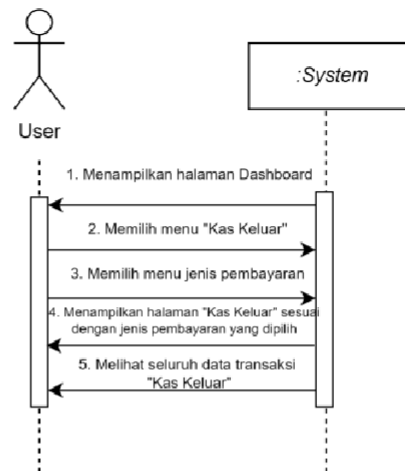 :System
User
1. Menampilkan halaman Dashboard
2. Memilih menu "Kas Keluar"
3. Memilih menu jenis pembayaran
4. Menampilkan halaman "Kas Keluar" sesuai
dengan jenis pembayaran yang dipilih
5. Melihat seluruh data transaksi
"Kas Keluar"